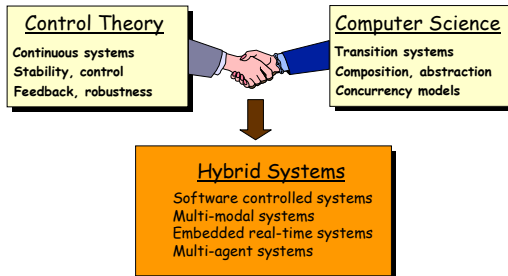 Control Theory
Continuous systems
Stability, control
Feedback, robustness
Computer Science
Transition systems
Composition, abstraction
Concurrency models
Hybrid Systems
Software controlled systems
Multi-modal systems
Embedded real-time systems
Multi-agent systems